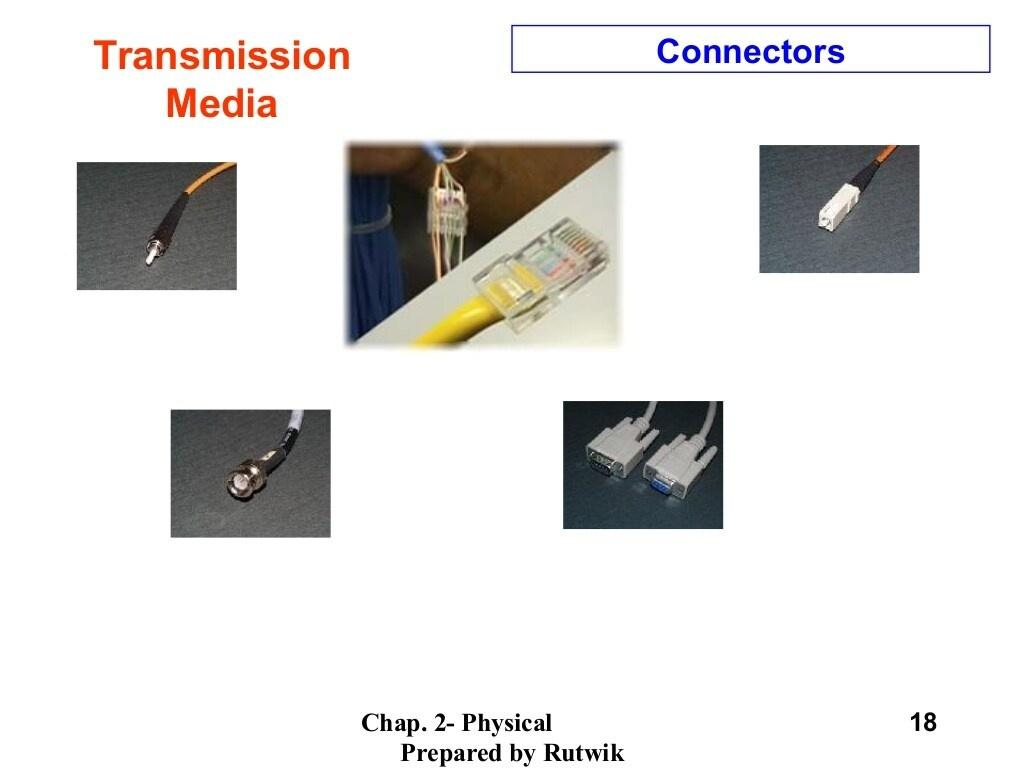 Transmission
Media
Connectors
Chap. 2- Physical
Prepared by Rutwik
18